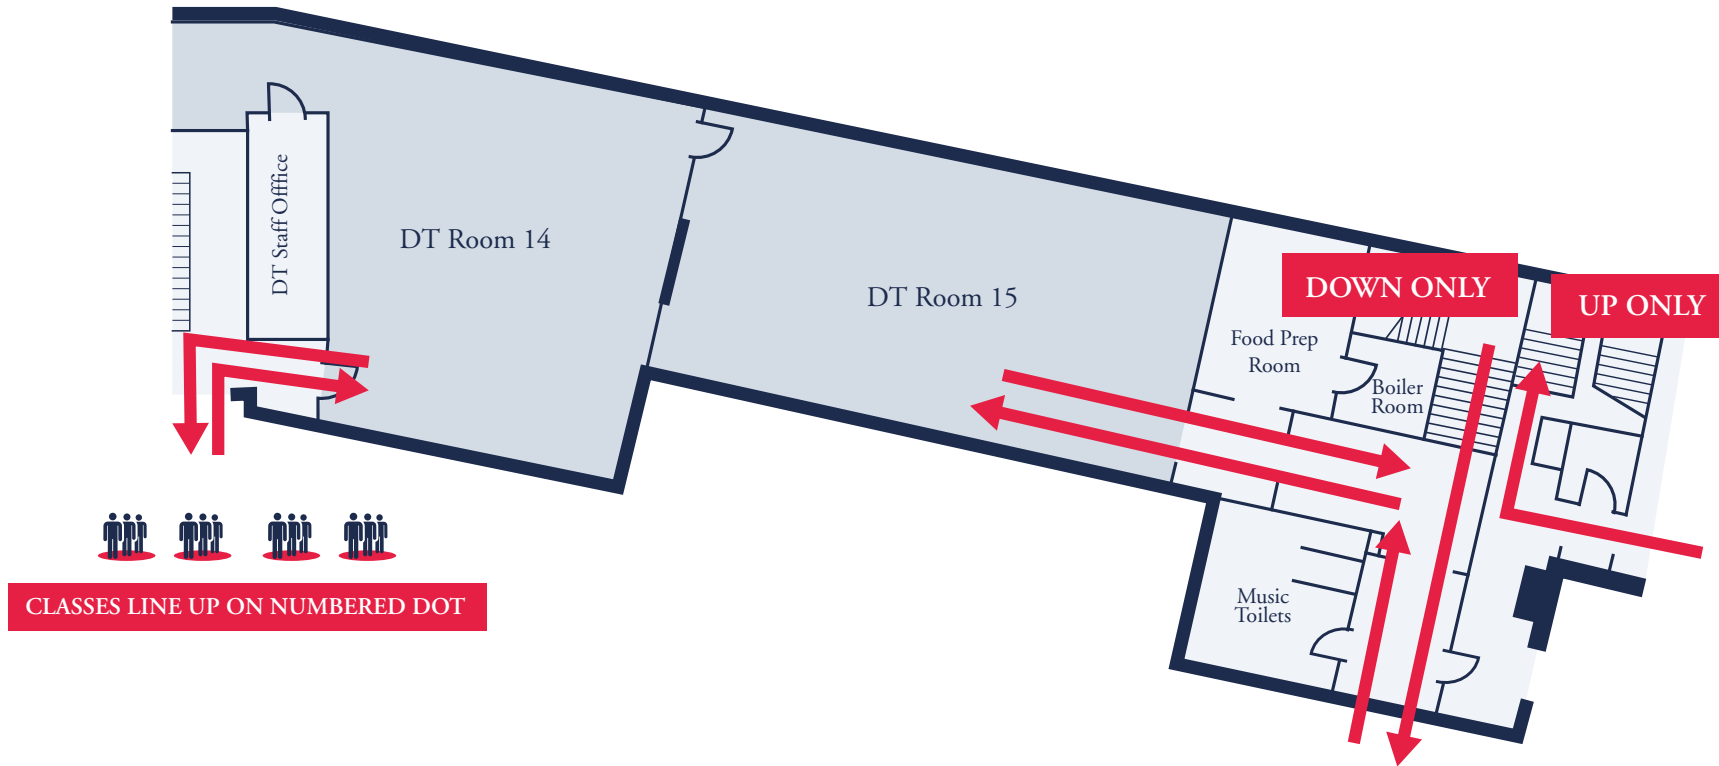 DT Staff Offfice
DT Room 14
DT Room 15
DOWN ONLY
UP ONLY
Food Prep
Room
Boiler
Room
Music
Toilets
CLASSES LINE UP ON NUMBERED DOT